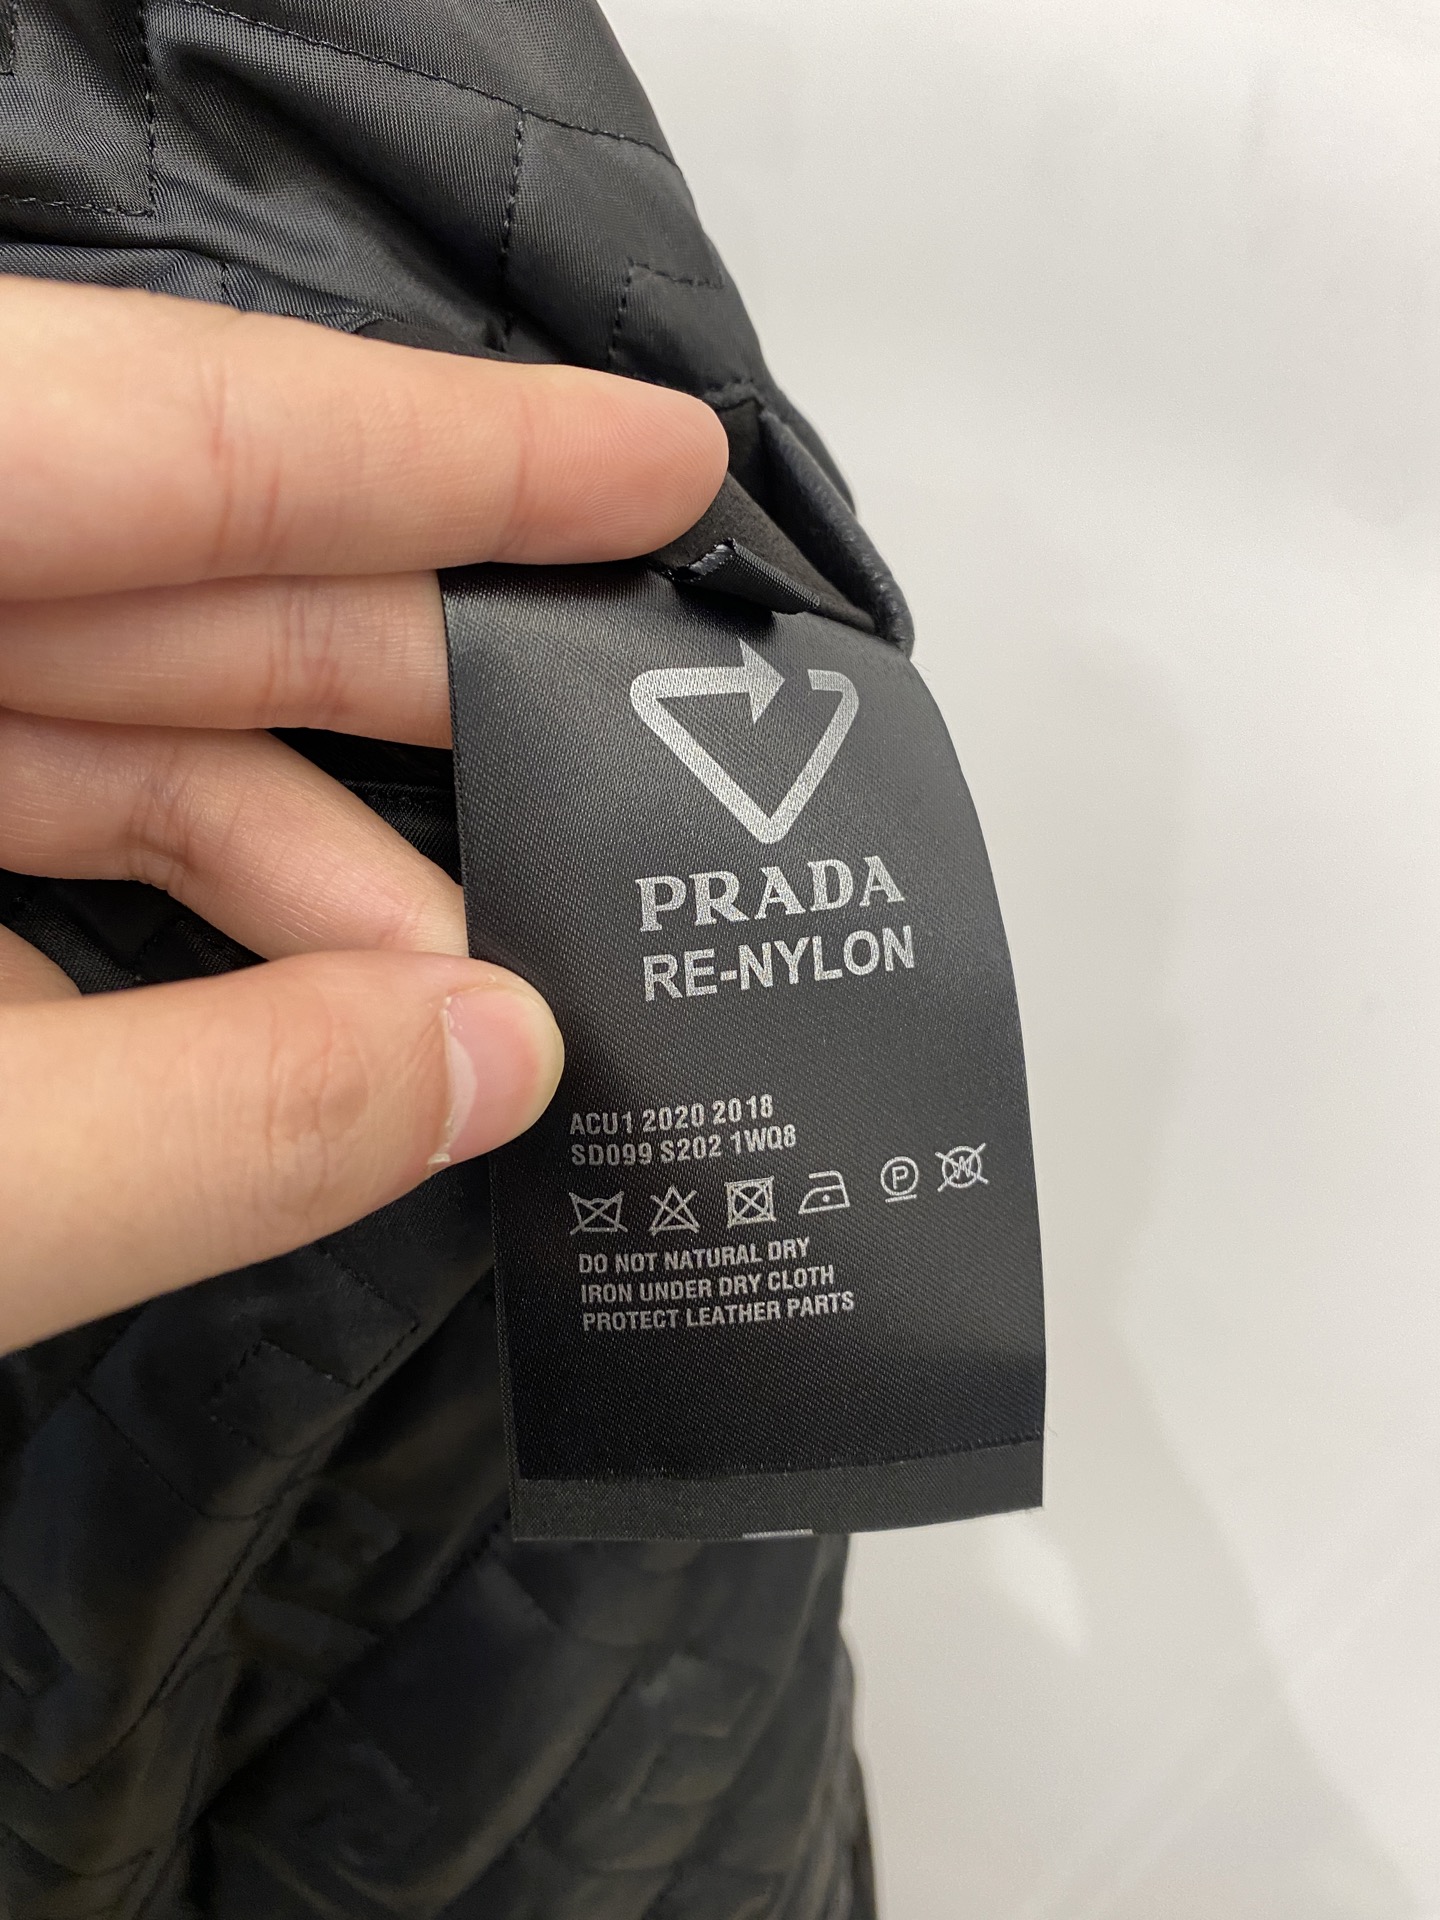 PRADA
RE-NYLON
ACU1 2020 2018
SD099 S202 1WQ8
P W
DO NOT NATURAL DRY
IRON UNDER DRY CLOTH
PROTECT LEATHER PARTS